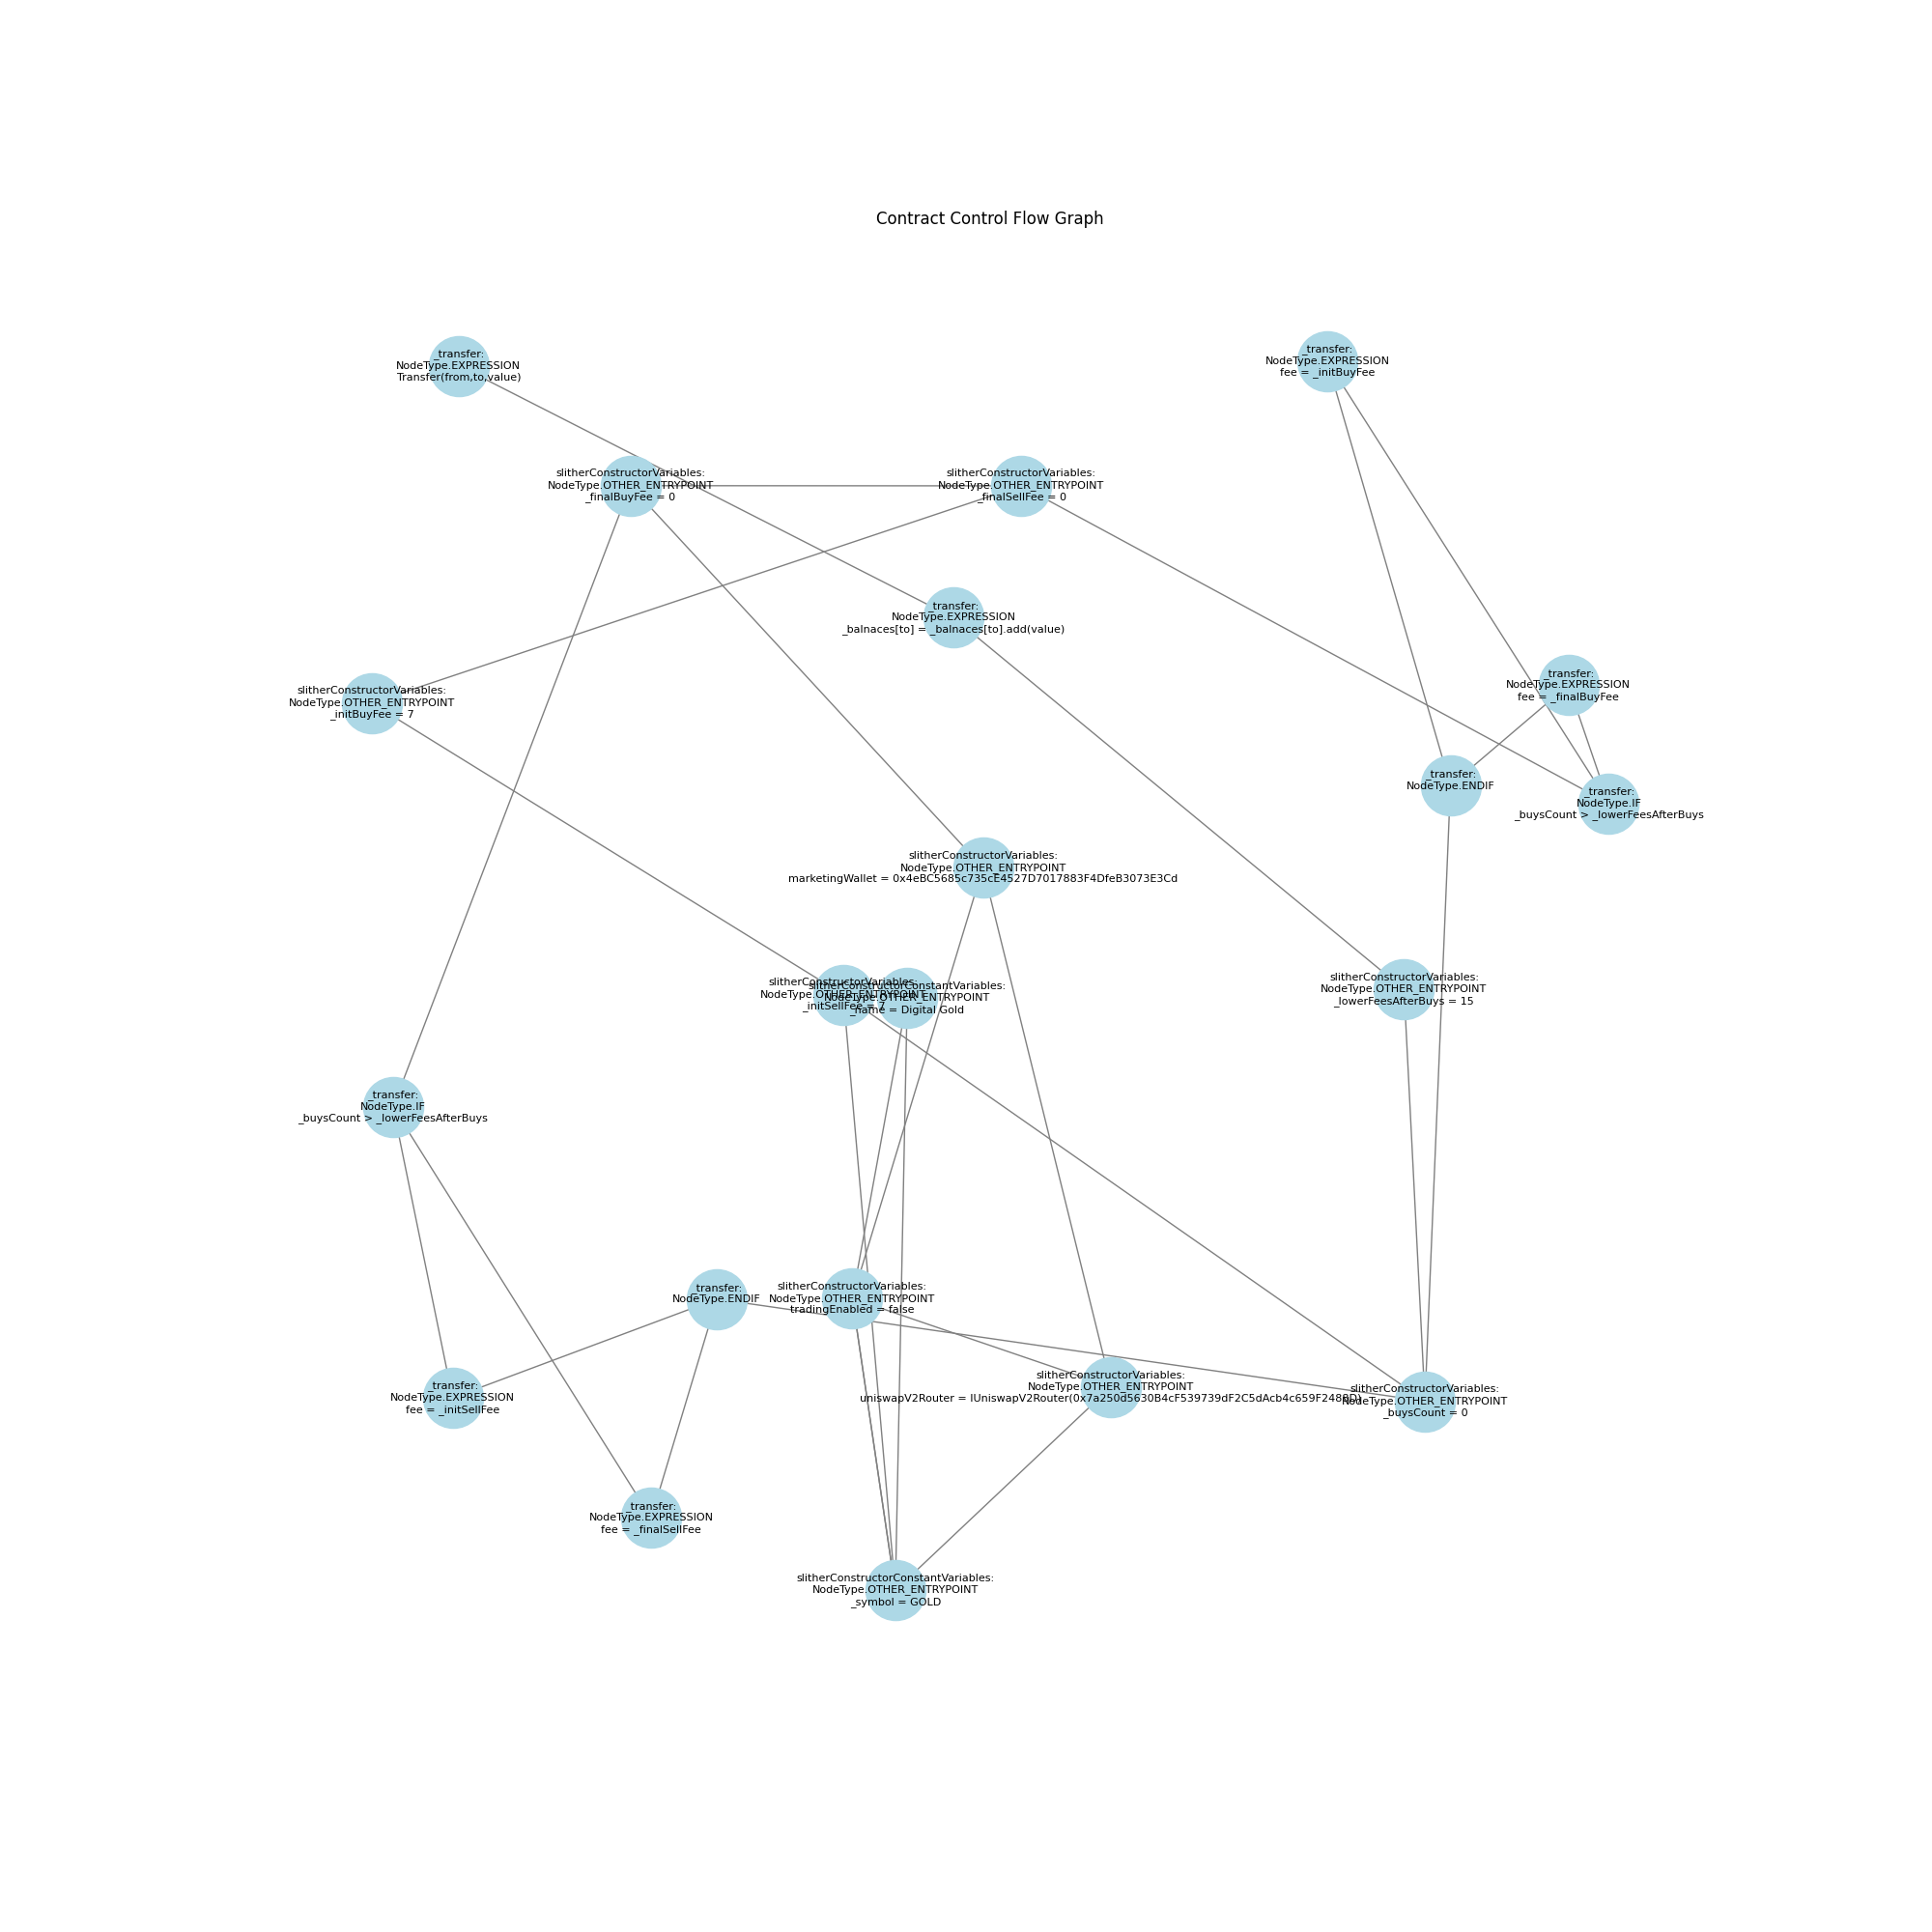 Contract Control Flow Graph
_transfer:
NodeType.EXPRESSION
fee = _initBuyFee
_transfer:
NodeType.EXPRESSION
Transfer(from,to,value)
slitherConstructorVariables:
NodeType.OTHER_ENTRYPOINT
_finalBuyFee = 0
slitherConstructorVariables:
NodeType.OTHER_ENTRYPOINT
_finalSellFee = 0
_transfer:
NodeType.EXPRESSION
_balnaces[to] = _balnaces[to].add(value)
_transfer:
NodeType.EXPRESSION
fee = _finalBuyFee
slitherConstructorVariables:
NodeType.OTHER_ENTRYPOINT
_initBuyFee = 7
_transfer:
NodeType.ENDIF
_transfer:
NodeType.IF
_buysCount > _lowerFeesAfterBuys
slitherConstructorVariables:
NodeType.OTHER_ENTRYPOINT
marketingWallet = 0x4eBC5685c735cE4527D7017883F4DfeB3073E3Cd
slitherConstructorVariables:
NodeType.OTHER_ENTRYPOINT
_lowerFeesAfterBuys = 15
slitherConstructorVariables:
NodeType.OTHER_ENTRYPOINT
_initSellFee = 7
slitherConstructorConstantVariables:
NodeType.OTHER_ENTRYPOINT
_name = Digital Gold
_transfer:
NodeType.IF
_buysCount > _lowerFeesAfterBuys
_transfer:
NodeType.ENDIF
slitherConstructorVariables:
NodeType.OTHER_ENTRYPOINT
tradingEnabled = false
slitherConstructorVariables:
NodeType.OTHER_ENTRYPOINT
uniswapV2Router = IUniswapV2Router(0x7a250d5630B4cF539739dF2C5dAcb4c659F2488D)
_transfer:
NodeType.EXPRESSION
fee = _initSellFee
slitherConstructorVariables:
NodeType.OTHER_ENTRYPOINT
_buysCount = 0
_transfer:
NodeType.EXPRESSION
fee = _finalSellFee
slitherConstructorConstantVariables:
NodeType.OTHER_ENTRYPOINT
_symbol = GOLD